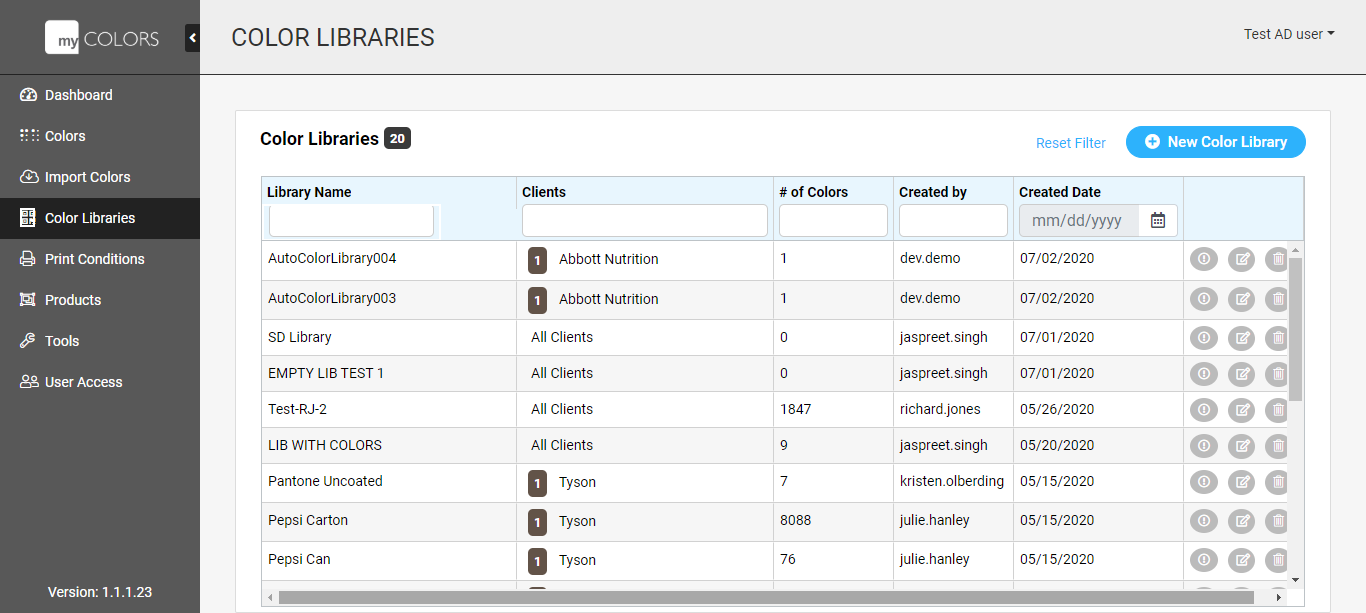 my COLORS
COLOR LIBRARIES
Test AD user
Dashboard
Colors
Import Colors
Color Libraries
Print Conditions
Products
Tools
User Access
Version: 1.1.1.23
Color Libraries 20
Reset Filter
New Color Library
Library Name Clients # of Colors Created by Created Date
mm/dd/yyyy
AutoColorLibrary004 1 Abbott Nutrition 1 dev.demo 07/02/2020
AutoColorLibrary003 1 Abbott Nutrition 1 dev.demo 07/02/2020
SD Library All Clients 0 jaspreet.singh 07/01/2020
EMPTY LIB TEST 1 All Clients 0 jaspreet.singh 07/01/2020
Test-RJ-2 All Clients 1847 richard.jones 05/26/2020
LIB WITH COLORS All Clients 9 jaspreet.singh 05/20/2020
Pantone Uncoated 1 Tyson 7 kristen.olberding 05/15/2020
Pepsi Carton 1 Tyson 8088 julie.hanley 05/15/2020
Pepsi Can 1 Tyson 76 julie.hanley 05/15/2020